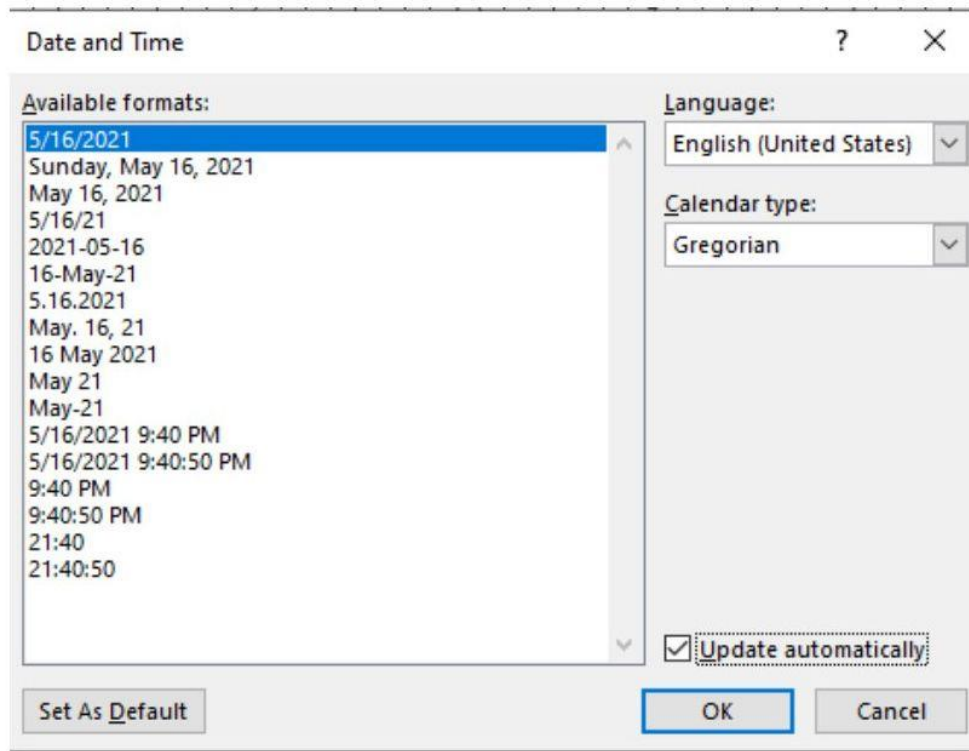 Date and Time
?
Available formats:
5/16/2021
Sunday, May 16, 2021
May 16, 2021
5/16/21
2021-05-16
16-May-21
5.16.2021
May. 16, 21
16 May 2021
May 21
May-21
5/16/2021 9:40 PM
5/16/2021 9:40:50 PM
9:40 PM
9:40:50 PM
21:40
21:40:50
Language:
English (United States)
Calendar type:
Gregorian
Update automatically
Set As Default
OK
Cancel